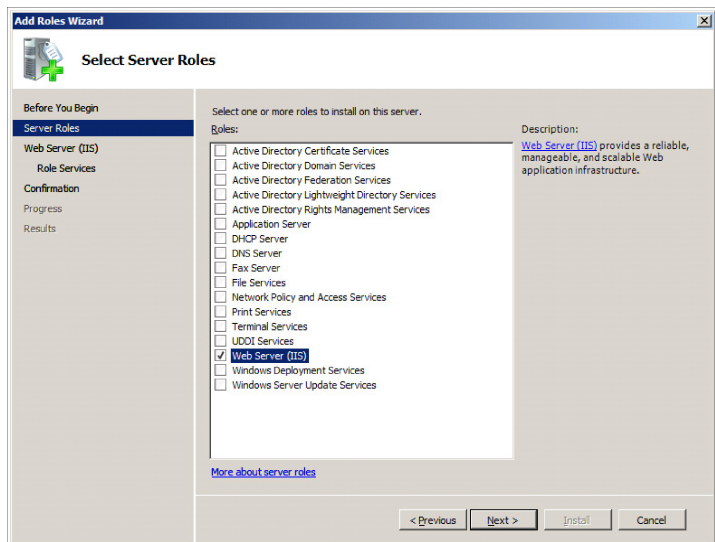 Add Roles Wizard
Select Server Roles
Before You Begin
Server Roles
Web Server (IIS)
Role Services
Confirmation
Progress
Results
Select one or more roles to install on this server.
Roles:
Active Directory Certificate Services
Active Directory Domain Services
Active Directory Federation Services
Active Directory Lightweight Directory Services
Active Directory Rights Management Services
Application Server
DHCP Server
DNS Server
Fax Server
File Services
Network Policy and Access Services
Print Services
Terminal Services
UDDI Services
Web Server (IIS)
Windows Deployment Services
Windows Server Update Services
More about server roles
Description:
Web Server (IIS) provides a reliable,
manageable, and scalable Web
application infrastructure.
< Previous
Next >
Install
Cancel